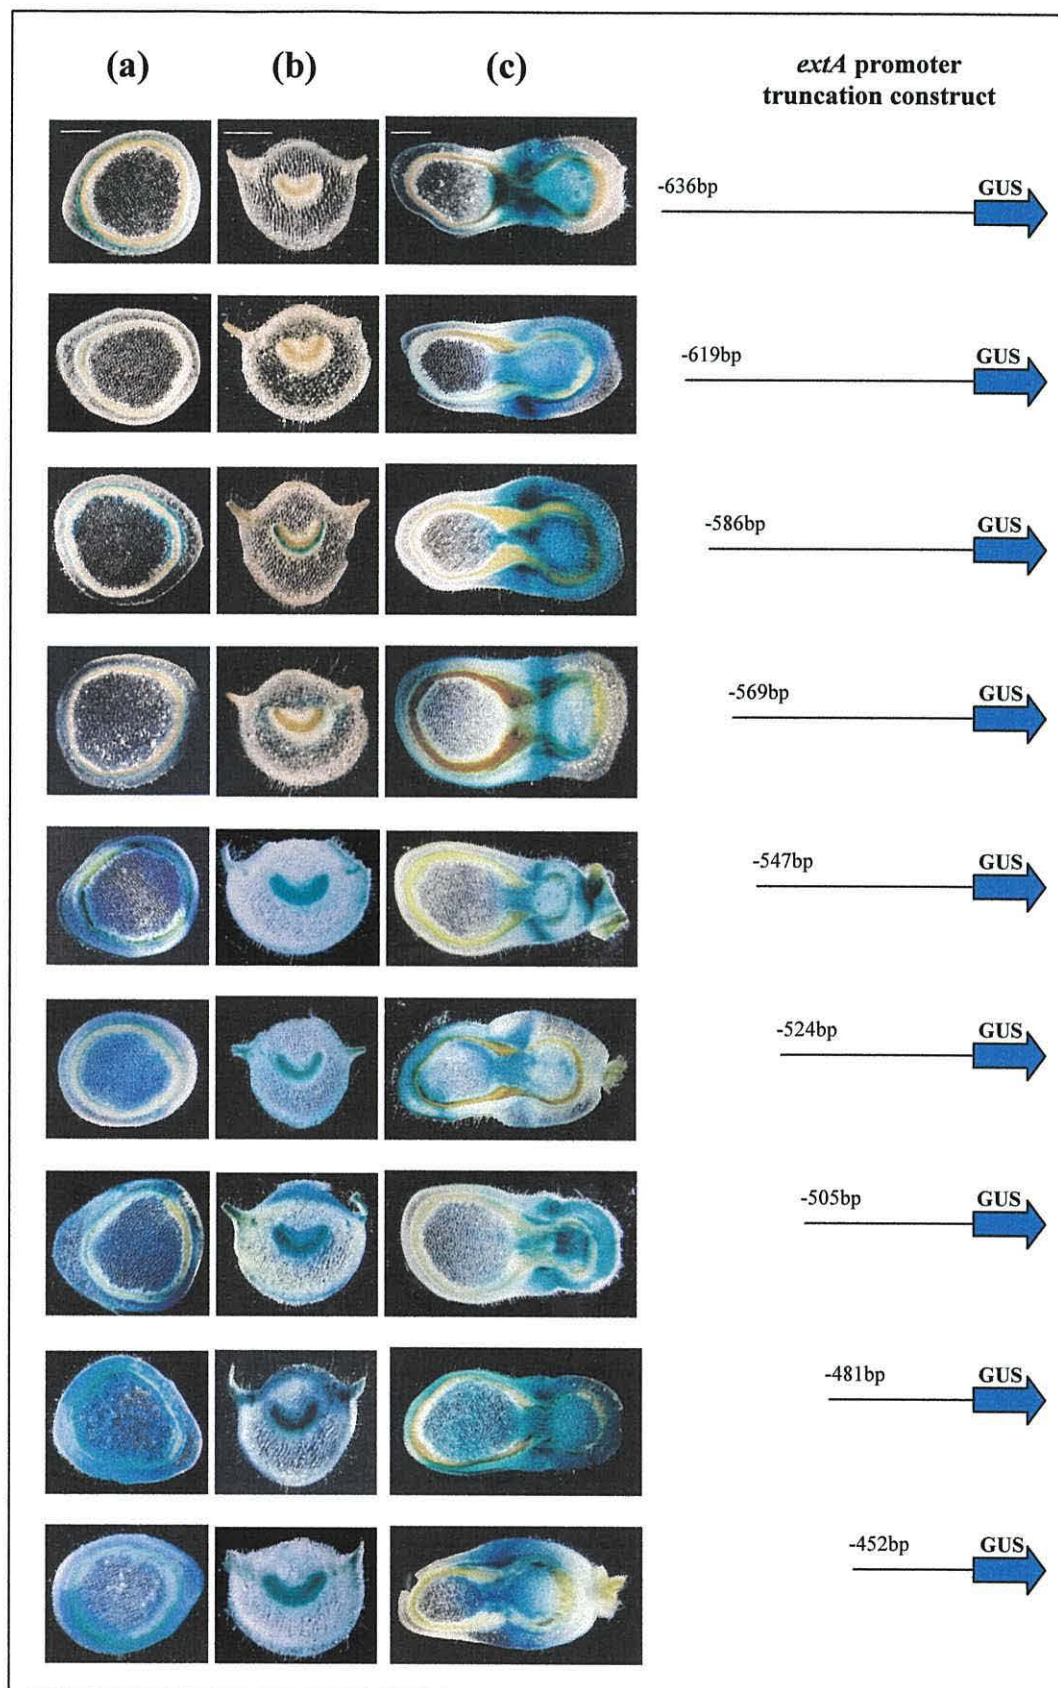 (a) (b) (c)
extA promoter
truncation construct
-636bp GUS
-619bp GUS
-586bp GUS
-569bp GUS
-547bp GUS
-524bp GUS
-505bp GUS
-481bp GUS
-452bp GUS